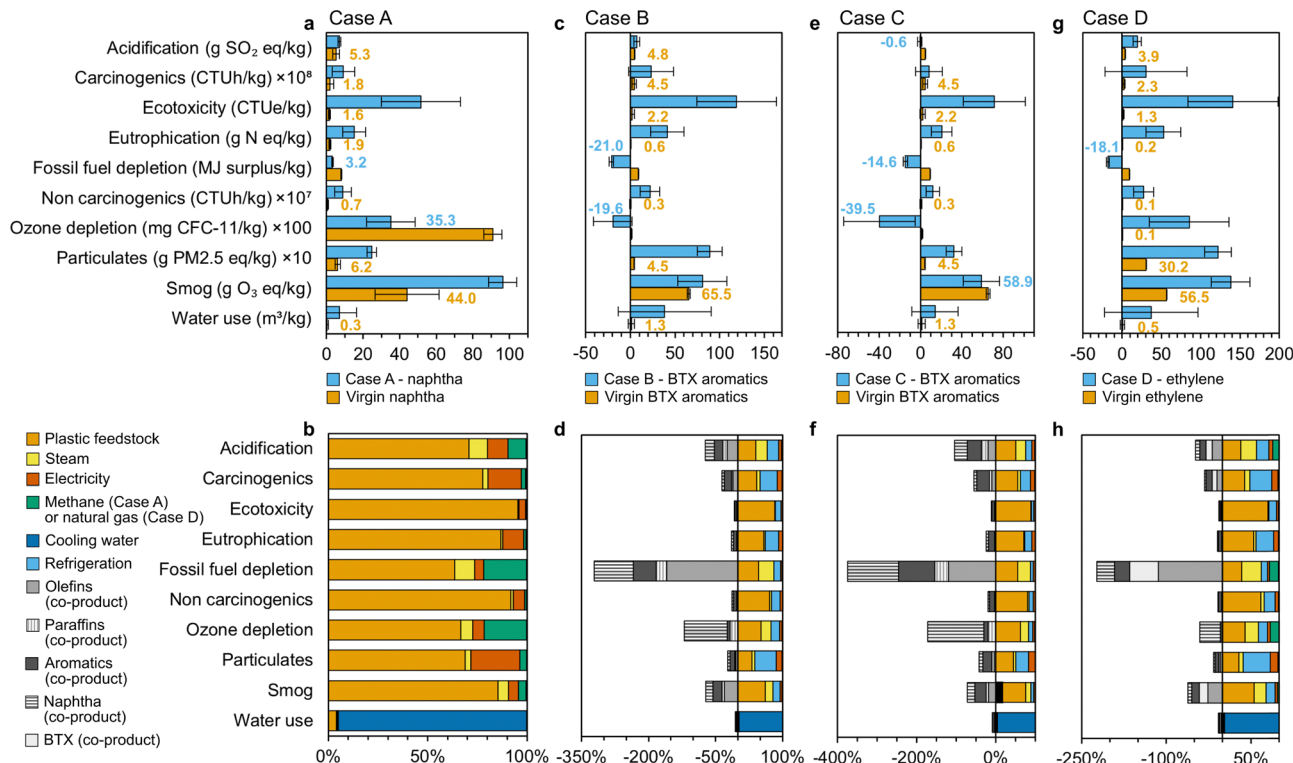 a Case A
c Case B
e Case C
g Case D
Acidification (g SO₂ eq/kg)
Carcinogenics (CTUh/kg) ×10⁸
Ecotoxicity (CTUe/kg)
Eutrophication (g N eq/kg)
Fossil fuel depletion (MJ surplus/kg)
Non carcinogenics (CTUh/kg) ×10⁷
Ozone depletion (mg CFC-11/kg) ×100
Particulates (g PM2.5 eq/kg) ×10
Smog (g O₃ eq/kg)
Water use (m³/kg)
5.3
1.8
1.6
1.9
3.2
0.7
35.3
6.2
44.0
0.3
0 20 40 60 80 100
Case A - naphtha
Virgin naphtha
4.8
4.5
2.2
0.6
-21.0
0.3
-19.6
4.5
65.5
1.3
-50 0 50 100 150
Case B - BTX aromatics
Virgin BTX aromatics
-0.6
4.5
2.2
0.6
-14.6
0.3
-39.5
4.5
58.9
1.3
-80 -40 0 40 80
Case C - BTX aromatics
Virgin BTX aromatics
3.9
2.3
1.3
0.2
-18.1
0.1
0.1
30.2
56.5
0.5
-50 0 50 100 150 200
Case D - ethylene
Virgin ethylene
Plastic feedstock
Steam
Electricity
Methane (Case A)
or natural gas (Case D)
Cooling water
Refrigeration
Olefins
(co-product)
Paraffins
(co-product)
Aromatics
(co-product)
Naphtha
(co-product)
BTX (co-product)
b
Acidification
Carcinogenics
Ecotoxicity
Eutrophication
Fossil fuel depletion
Non carcinogenics
Ozone depletion
Particulates
Smog
Water use
0 50% 100%
d
-350% -200% -50% 100%
f
-400% -200% 0% 
h
-250% -100% 50%